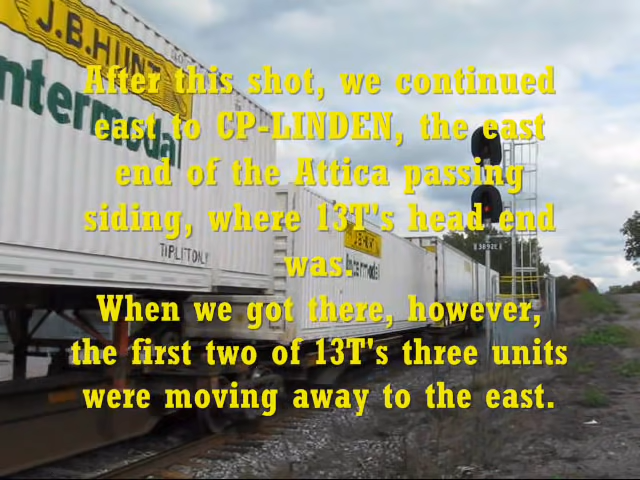 J.B.HUNT
ntermodal
After this shot, we continued
east to CP-LINDEN, the east
end of the Attica passing
siding, where 13T's head end
was.
When we got there, however,
the first two of 13T's three units
were moving away to the east.
J.B.HUNT
Intermodal